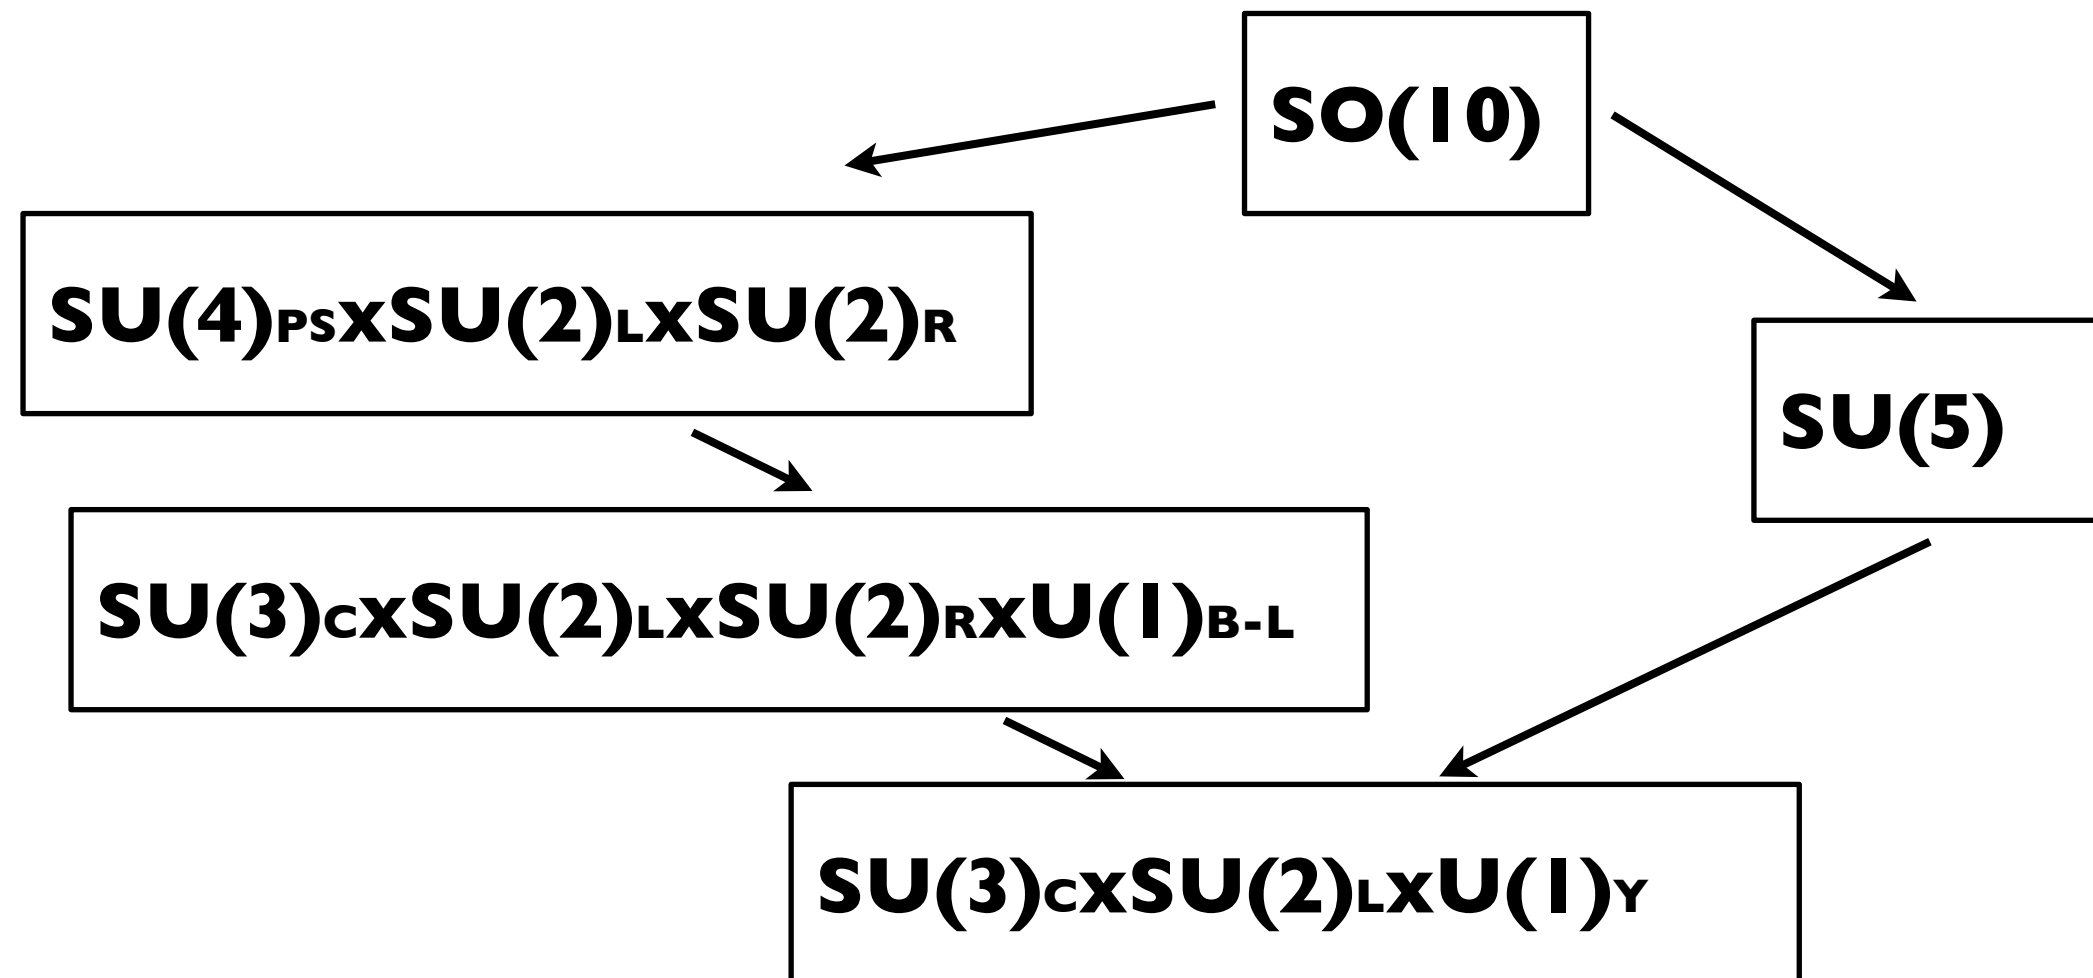 SO(10)
SU(4)PSxSU(2)LxSU(2)R
SU(5)
SU(3)CxSU(2)LxSU(2)RxU(1)B-L
SU(3)CxSU(2)LxU(1)Y